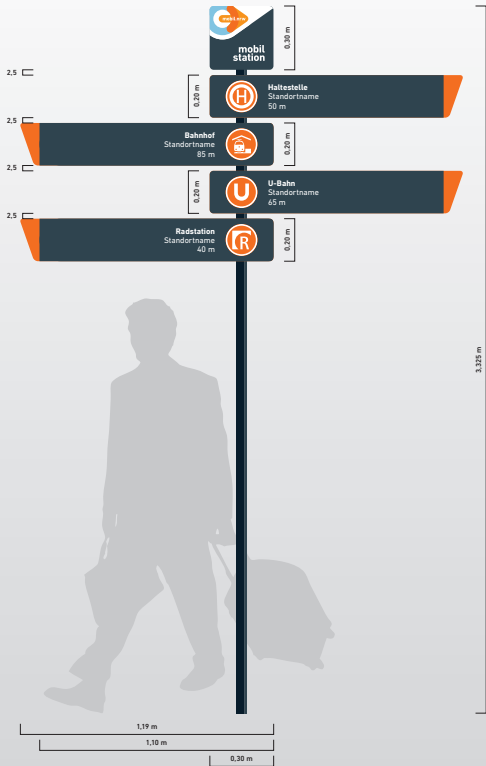 mobil.nrw
mobil
station
0,30 m
2,5
0,20 m
H
Haltestelle
Standortname
50 m
2,5
Bahnhof
Standortname
85 m
0,20 m
2,5
0,20 m
U
U-Bahn
Standortname
65 m
2,5
Radstation
Standortname
40 m
R
0,20 m
3,325 m
1,19 m
1,10 m
0,30 m